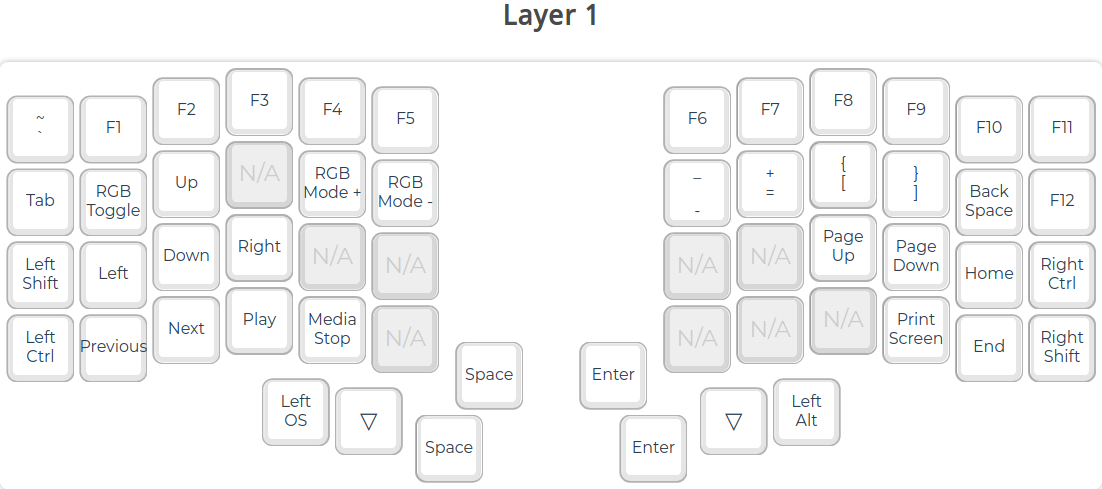 Layer 1
~
`
F1
F2
F3
F4
F5
F6
F7
F8
F9
F10
F11
Tab
RGB
Toggle
Up
N/A
RGB
Mode +
RGB
Mode -
_
-
+
=
{
[
}
]
Back
Space
F12
Left
Shift
Left
Down
Right
N/A
N/A
N/A
N/A
Page
Up
Page
Down
Home
Right
Ctrl
Left
Ctrl
Previous
Next
Play
Media
Stop
N/A
N/A
N/A
N/A
Print
Screen
End
Right
Shift
Left
OS
▽
Space
Space
Enter
Enter
▽
Left
Alt